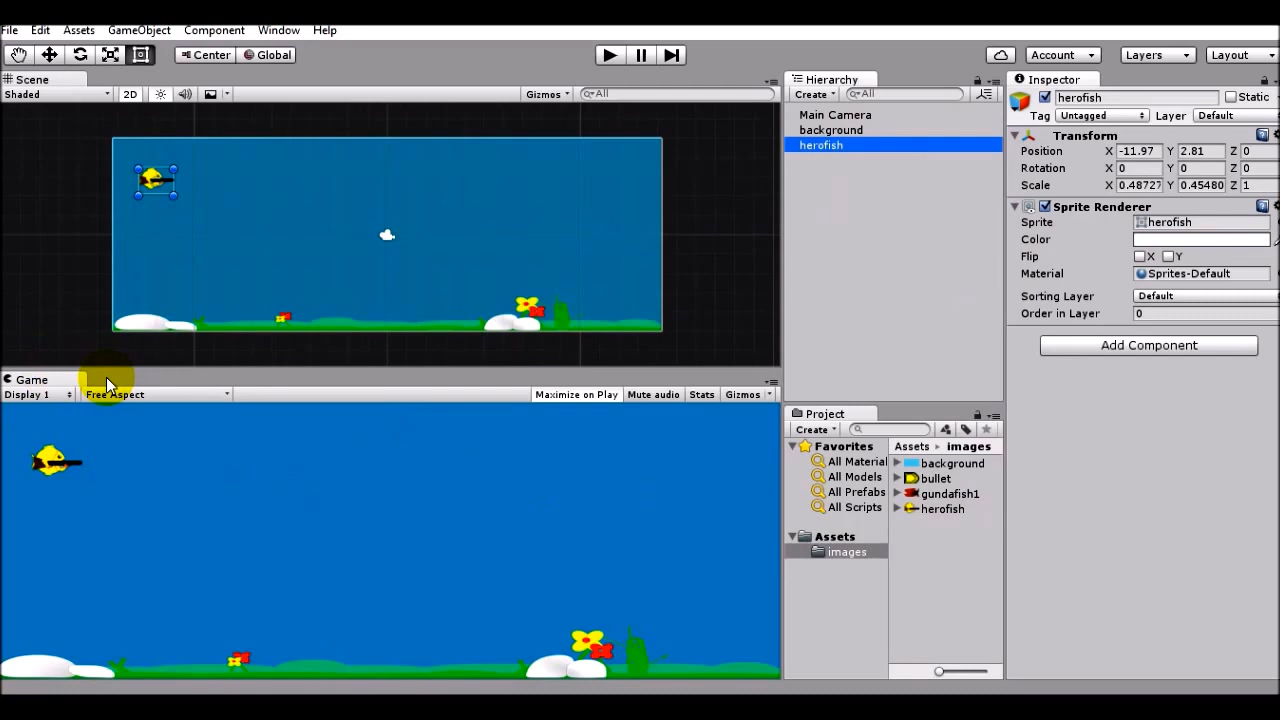 File Edit Assets GameObject Component Window Help
Center Global Account Layers Layout
Scene
Shaded 2D Gizmos All
Hierarchy
Create All
Main Camera
background
herofish
Inspector
herofish Static
Tag Untagged Layer Default
Transform
Position X -11.97 Y 2.81 Z 0
Rotation X 0 Y 0 Z 0
Scale X 0.48727 Y 0.45480 Z 1
Sprite Renderer
Sprite herofish
Color
Flip X Y
Material Sprites-Default
Sorting Layer Default
Order in Layer 0
Add Component
Game
Display 1 Free Aspect Maximize on Play Mute audio Stats Gizmos
Project
Create
Favorites
All Material
All Models
All Prefabs
All Scripts
Assets
images
Assets images
background
bullet
gundafish1
herofish